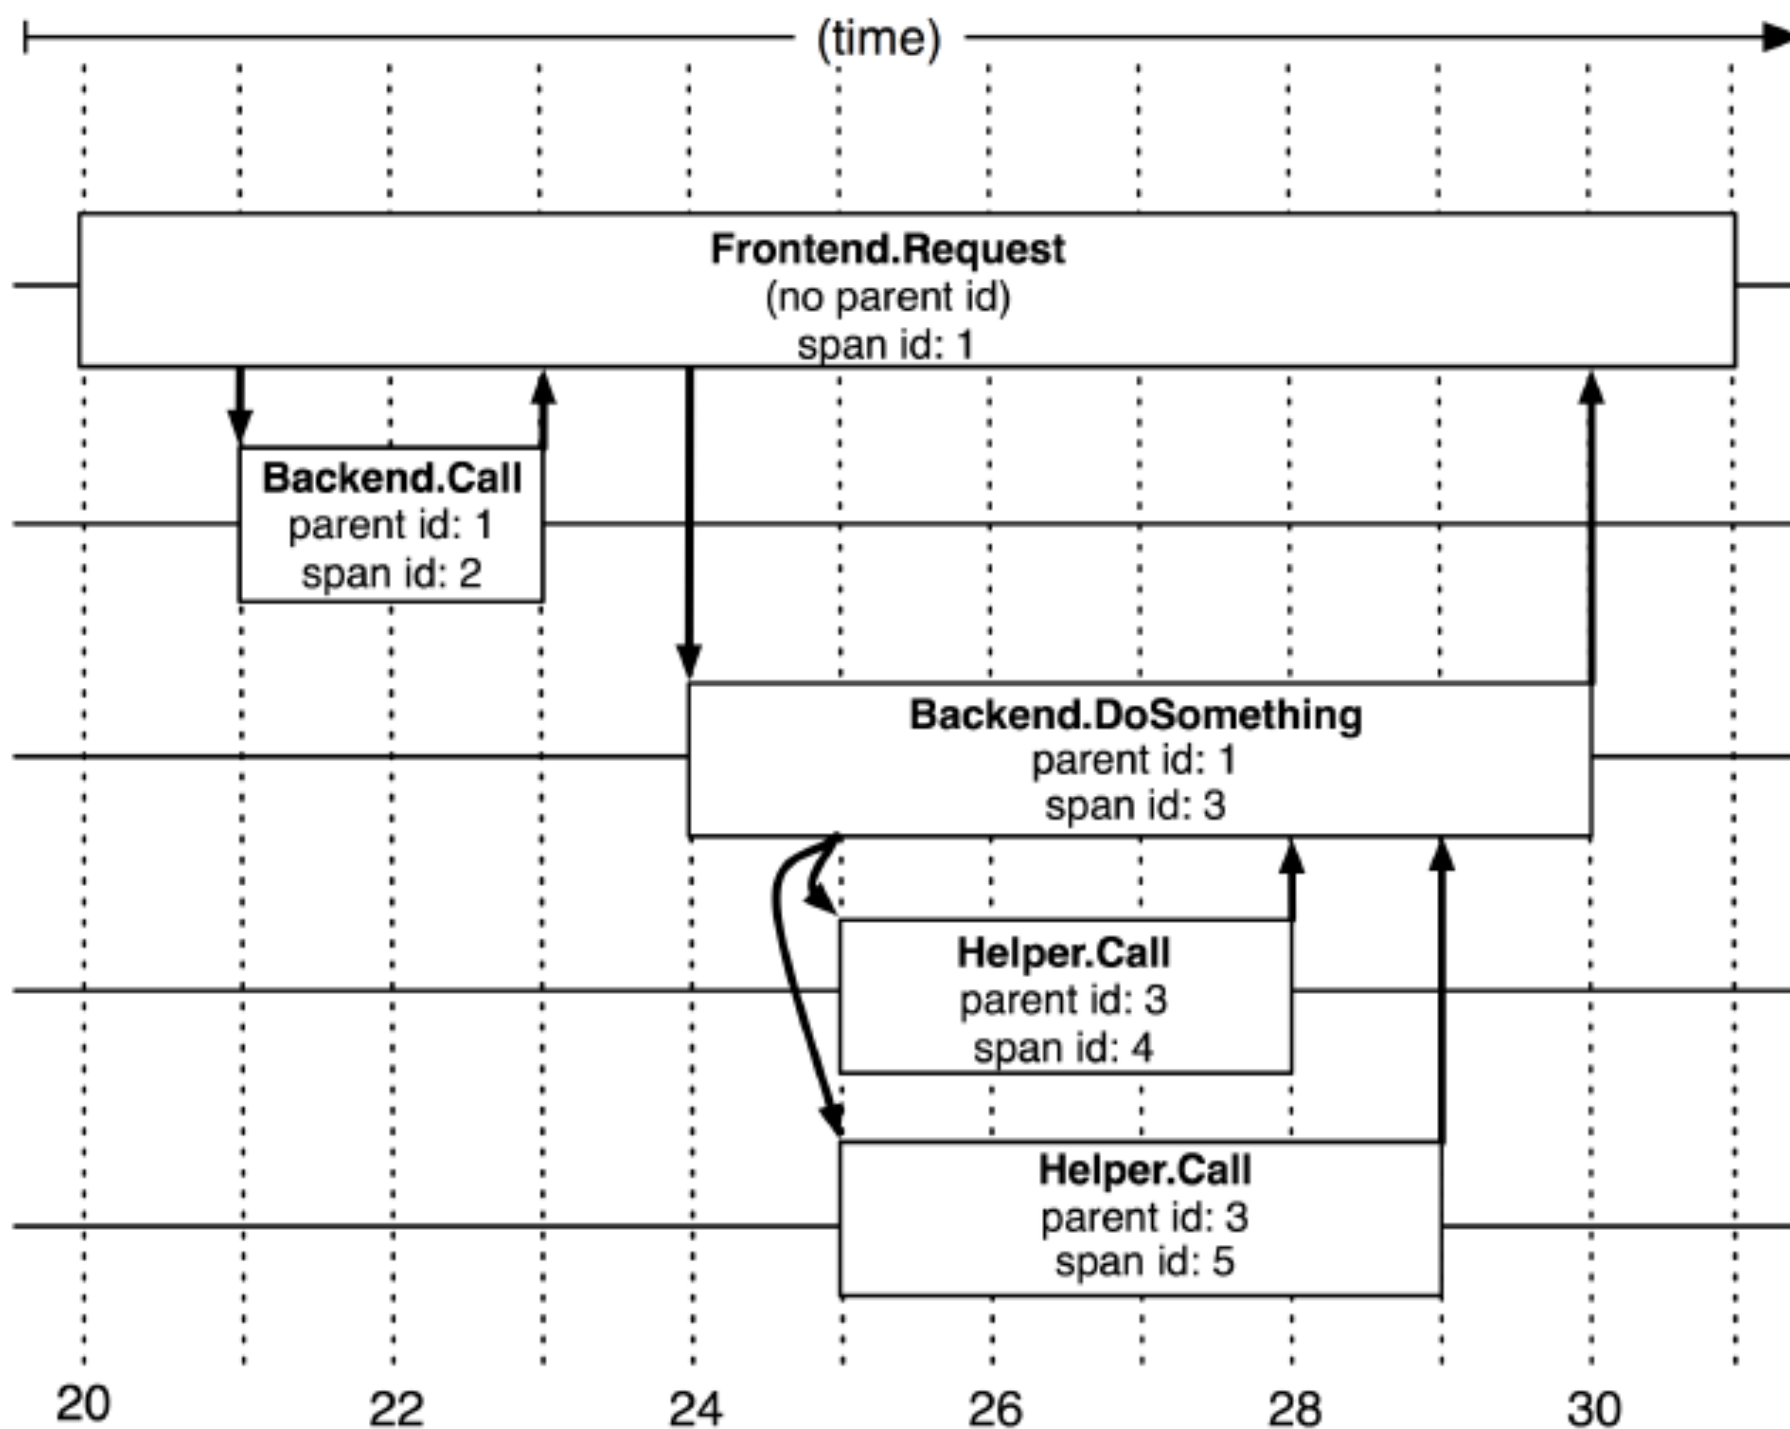 (time)
Frontend.Request
(no parent id)
span id: 1
Backend.Call
parent id: 1
span id: 2
Backend.DoSomething
parent id: 1
span id: 3
Helper.Call
parent id: 3
span id: 4
Helper.Call
parent id: 3
span id: 5
20 22 24 26 28 30